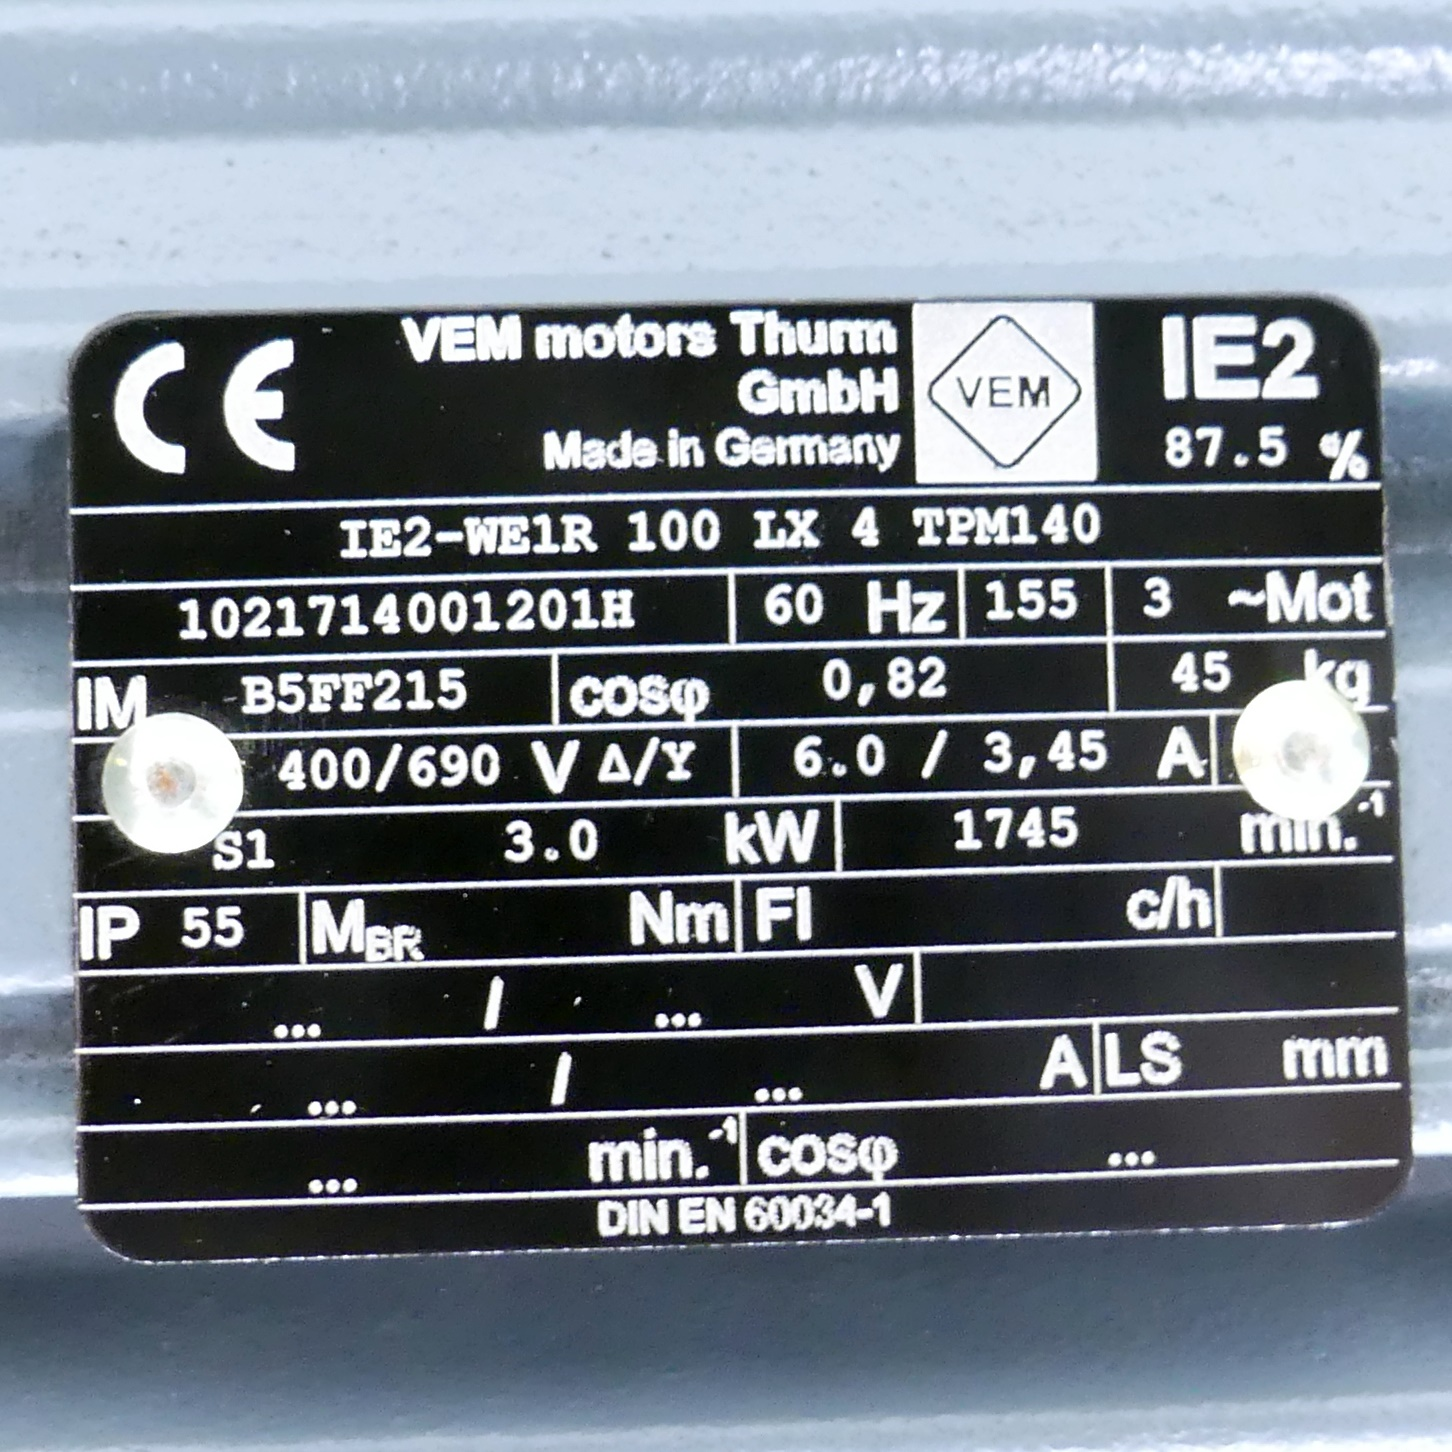 CE VEM motors Thurm GmbH Made in Germany VEM IE2 87.5 %
IE2-WE1R 100 LX 4 TPM140
1021714001201H 60 Hz 155 3 ~Mot
IM B5FF215 cosφ 0,82 45 kg
400/690 V Δ/Y 6.0 / 3,45 A
S1 3.0 kW 1745 min.-1
IP 55 MBR Nm FI c/h
... / ... V
... / ... A LS mm
... min.-1 cosφ ...
DIN EN 60034-1